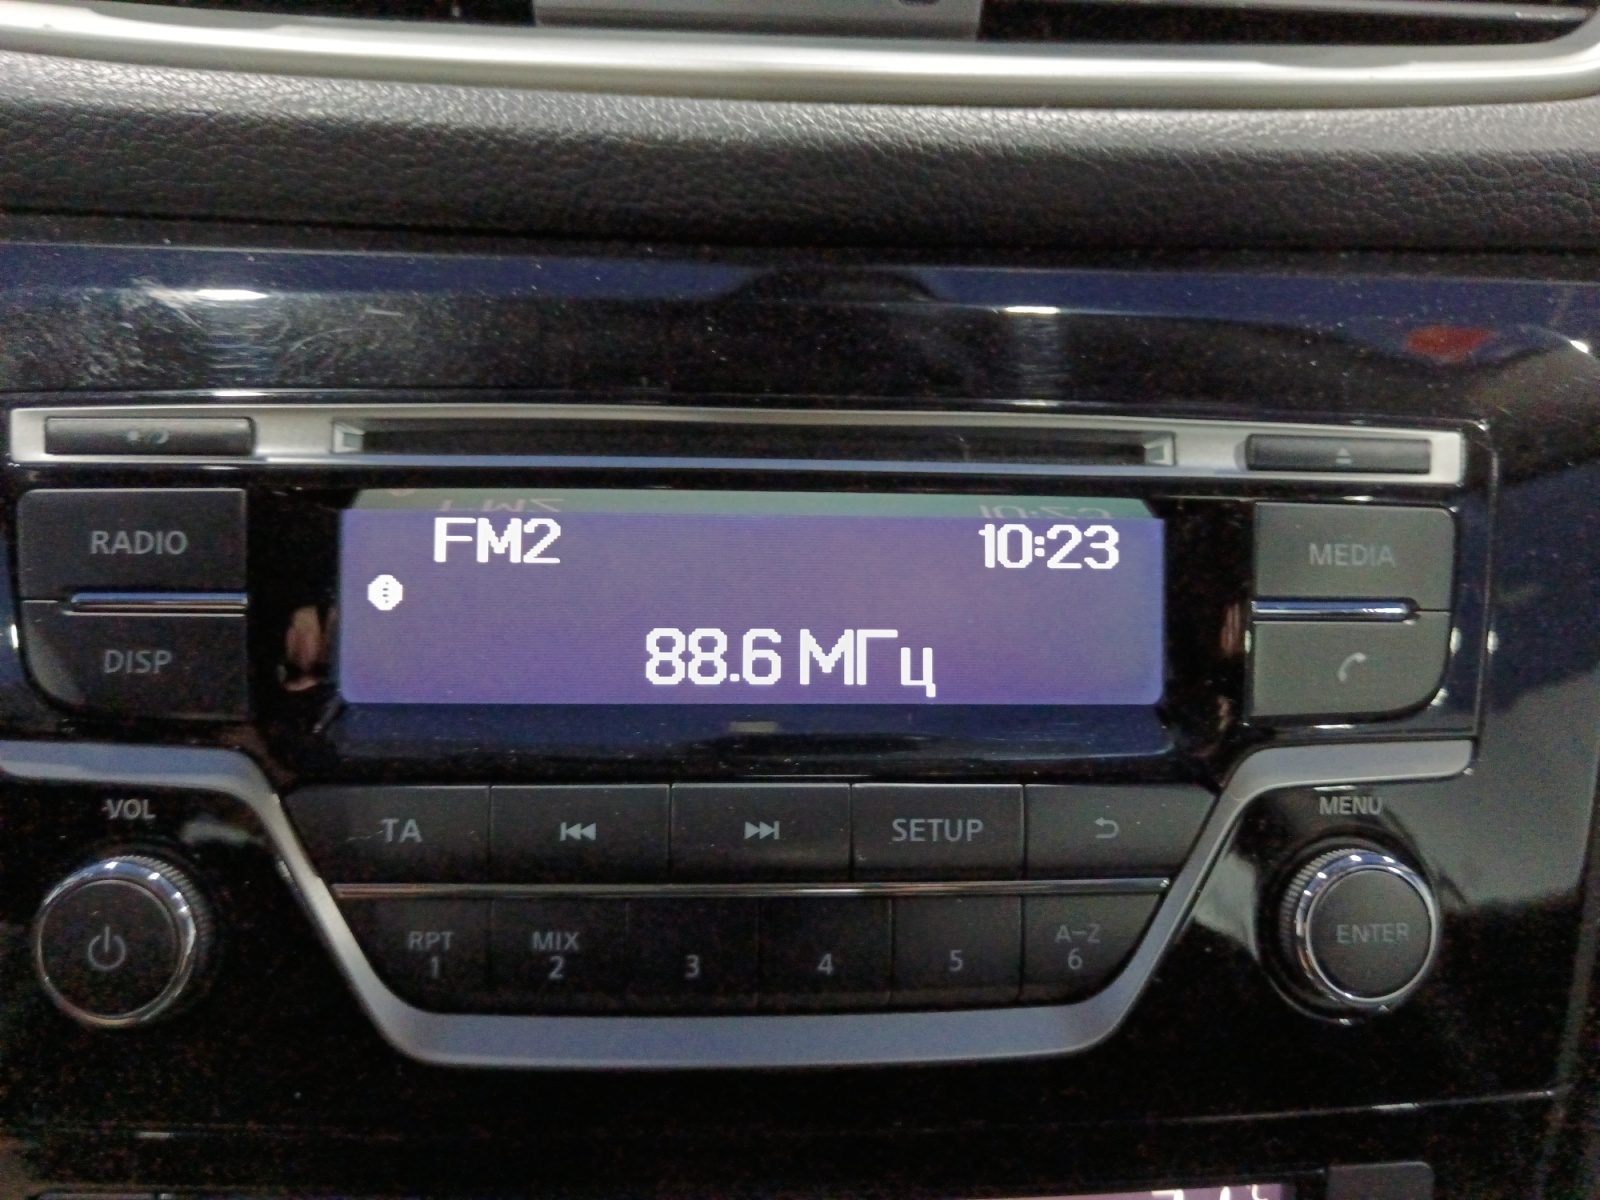 FM2 10:23
RADIO
MEDIA
88.6 МГц
DISP
VOL
MENU
TA
SETUP
RPT
MIX
A-Z
1 2 3 4 5 6
ENTER